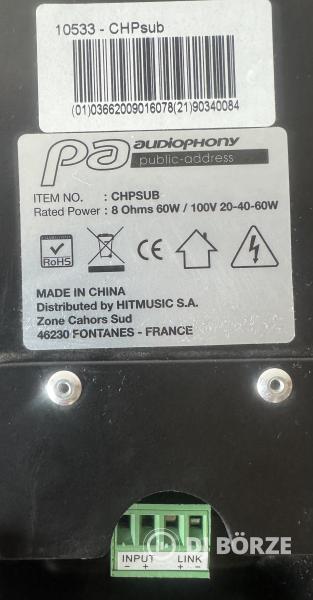 10533 - CHPsub
(01)03662009016078(21)90340084
pa audiophony
public-address
ITEM NO. : CHPSUB
Rated Power : 8 Ohms 60W / 100V 20-40-60W
RoHS
CE
MADE IN CHINA
Distributed by HITMUSIC S.A.
Zone Cahors Sud
46230 FONTANES - FRANCE
INPUT LINK
- + + -
DJ BÖRZE